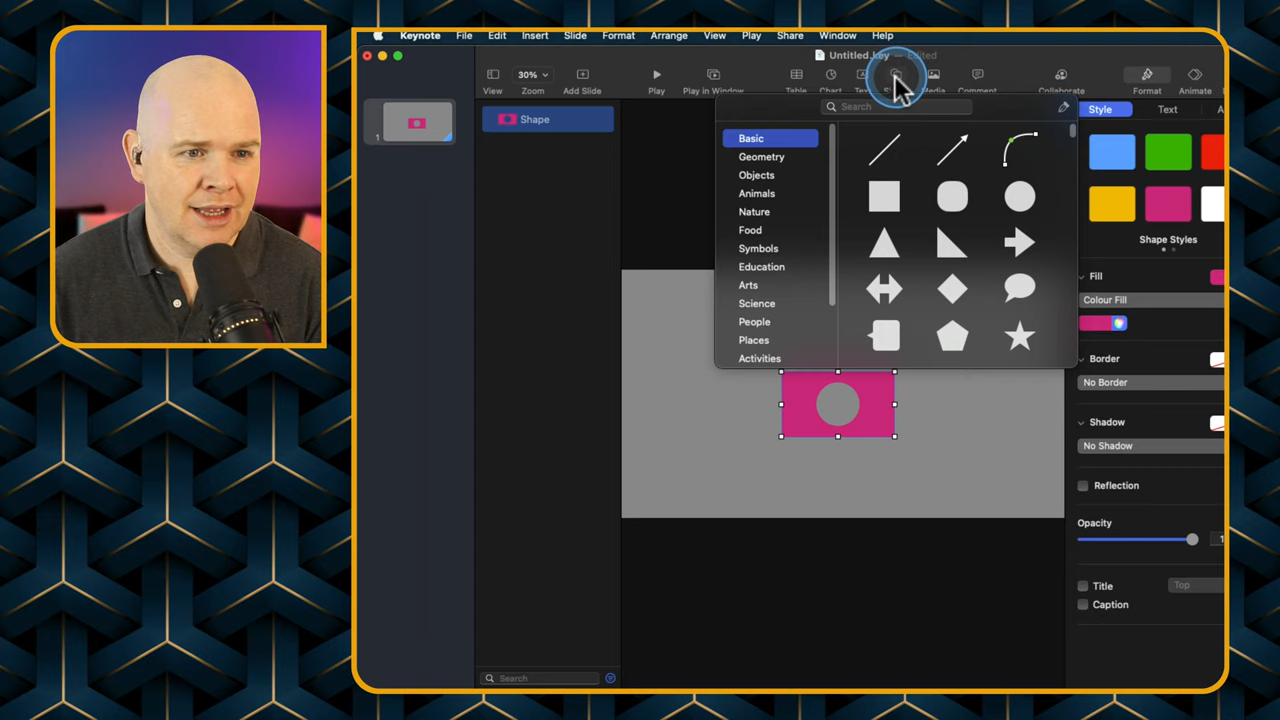 Keynote File Edit Insert Slide Format Arrange View Play Share Window Help
Untitled.key — Edited
30%
View Zoom Add Slide Play Play in Window Table Chart Comment Collaborate Format Animate
Search
Style Text
1
Shape
Basic
Geometry
Objects
Animals
Nature
Food
Symbols
Education
Arts
Science
People
Places
Activities
Shape Styles
Fill
Colour Fill
Border
No Border
Shadow
No Shadow
Reflection
Opacity
Title Top
Caption
Search